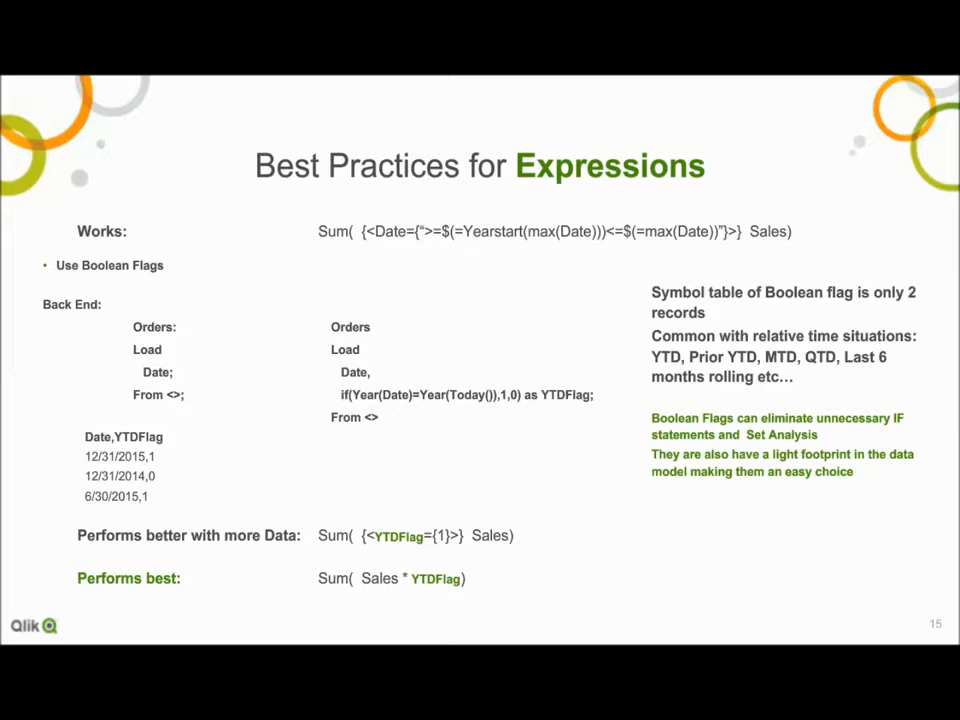 Best Practices for Expressions
Works: Sum( {<Date={“>=$(=Yearstart(max(Date)))<=$(=max(Date))”}>} Sales)
• Use Boolean Flags
Back End:
Orders:
Load
Date;
From <>;
Orders
Load
Date,
if(Year(Date)=Year(Today()),1,0) as YTDFlag;
From <>
Date,YTDFlag
12/31/2015,1
12/31/2014,0
6/30/2015,1
Symbol table of Boolean flag is only 2
records
Common with relative time situations:
YTD, Prior YTD, MTD, QTD, Last 6
months rolling etc…
Boolean Flags can eliminate unnecessary IF
statements and Set Analysis
They are also have a light footprint in the data
model making them an easy choice
Performs better with more Data: Sum( {<YTDFlag={1}>} Sales)
Performs best: Sum( Sales * YTDFlag)
Qlik
15